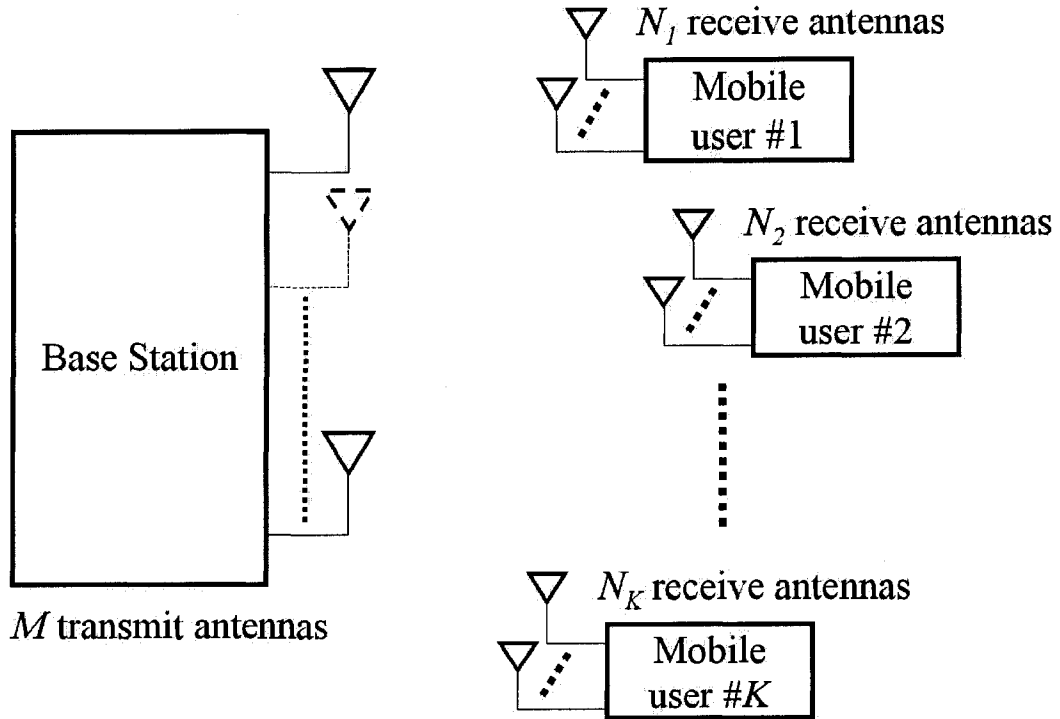 N1 receive antennas
Mobile
user #1
N2 receive antennas
Mobile
user #2
Base Station
M transmit antennas
NK receive antennas
Mobile
user #K